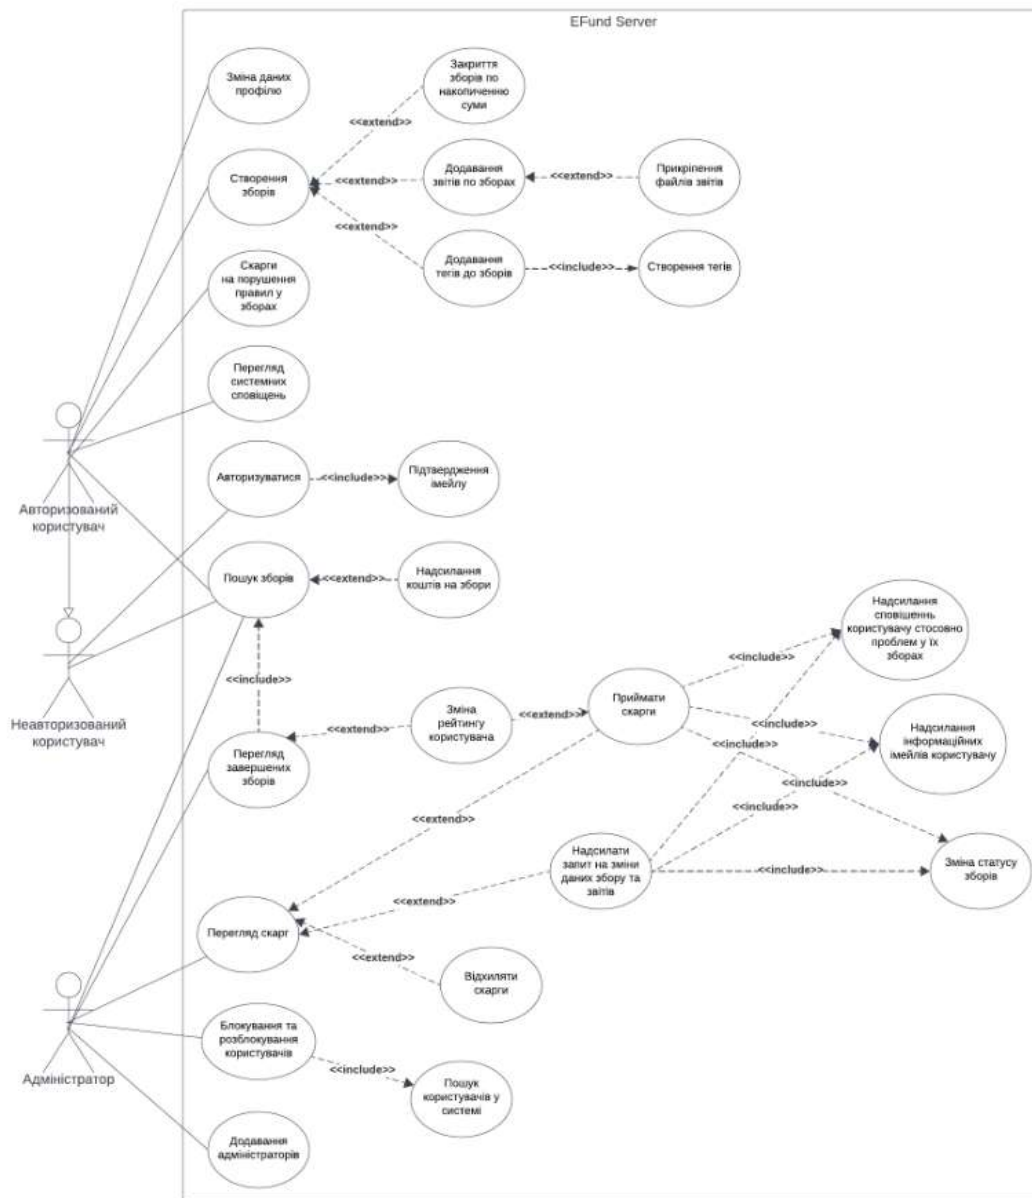 EFund Server
Зміна даних
профілю
Закриття
зборів по
накопиченню
суми
<<extend>>
Створення
зборів
<<extend>>
Додавання
звітів по зборах
<<extend>>
Прикріпення
файлів звітів
<<extend>>
Додавання
тегів до зборів
<<include>>
Створення тегів
Скарги
на порушення
правил у
зборах
Перегляд
системних
сповіщень
Авторизований
користувач
Авторизуватися
<<include>>
Підтвердження
імейлу
Пошук зборів
<<extend>>
Надсилання
коштів на збори
Надсилання
сповішеннь
користувачу стосовно
проблем у їх
зборах
<<include>>
Неавторизований
користувач
<<include>>
Перегляд
завершених
зборів
<<extend>>
Зміна
рейтингу
користувача
<<extend>>
Приймати
скарги
<<include>>
<<include>>
Надсилання
інформаційних
імейлів користувачу
<<include>>
<<include>>
<<extend>>
Надсилати
запит на зміни
даних збору та
звітів
<<include>>
Зміна статусу
зборів
<<extend>>
Перегляд скарг
<<extend>>
Відхиляти
скарги
Адміністратор
Блокування та
розблокування
користувачів
<<include>>
Пошук
користувачів у
системі
Додавання
адміністраторів